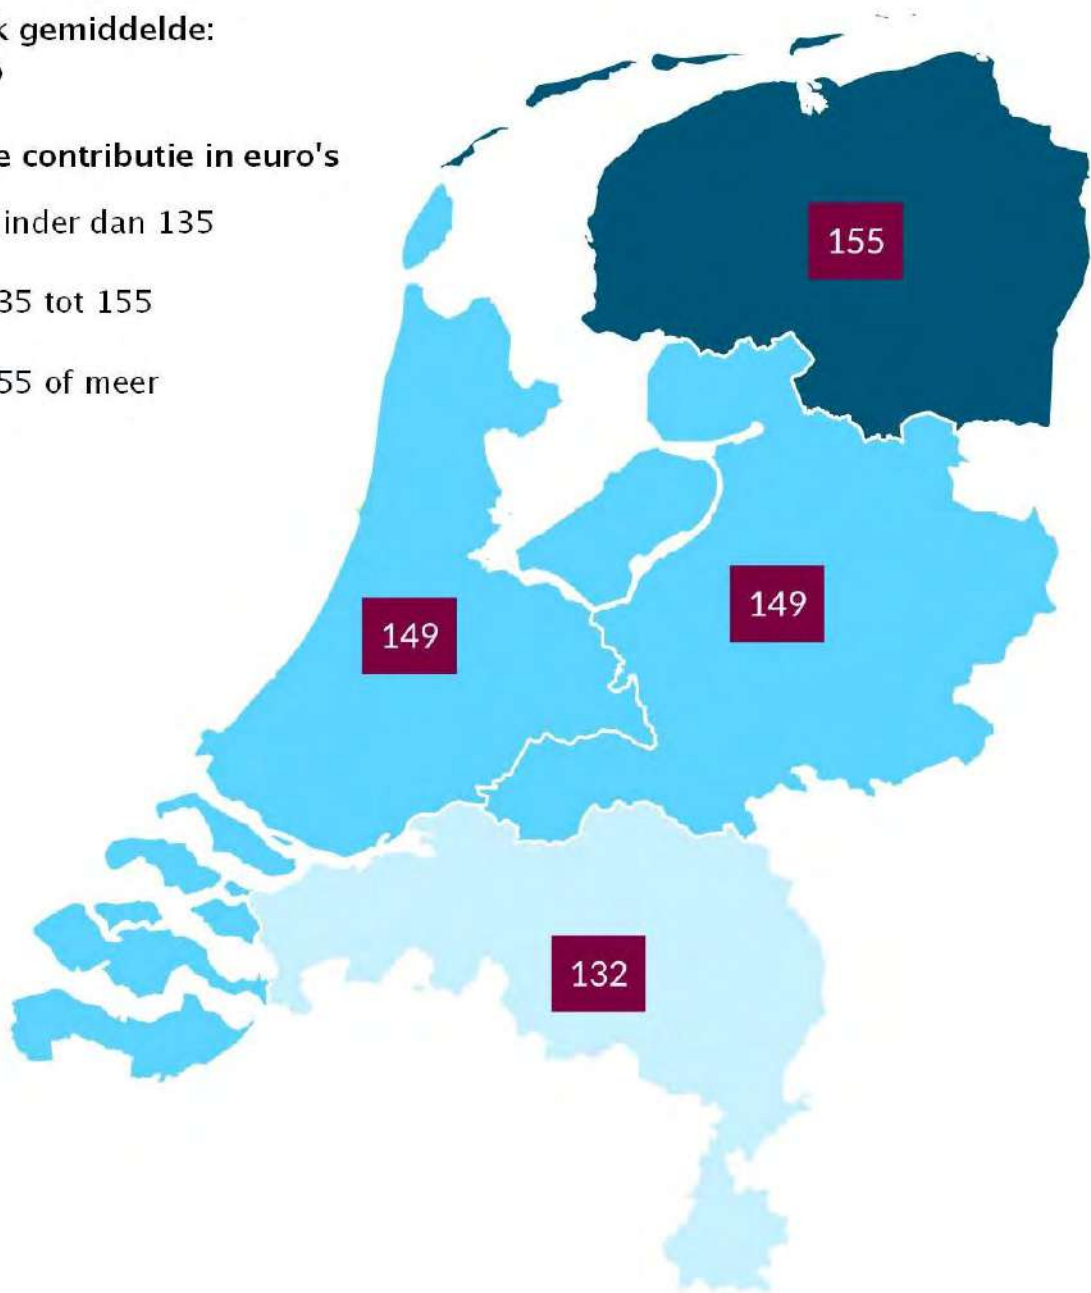 k gemiddelde:
e contributie in euro's
inder dan 135
35 tot 155
55 of meer
155
149
149
132